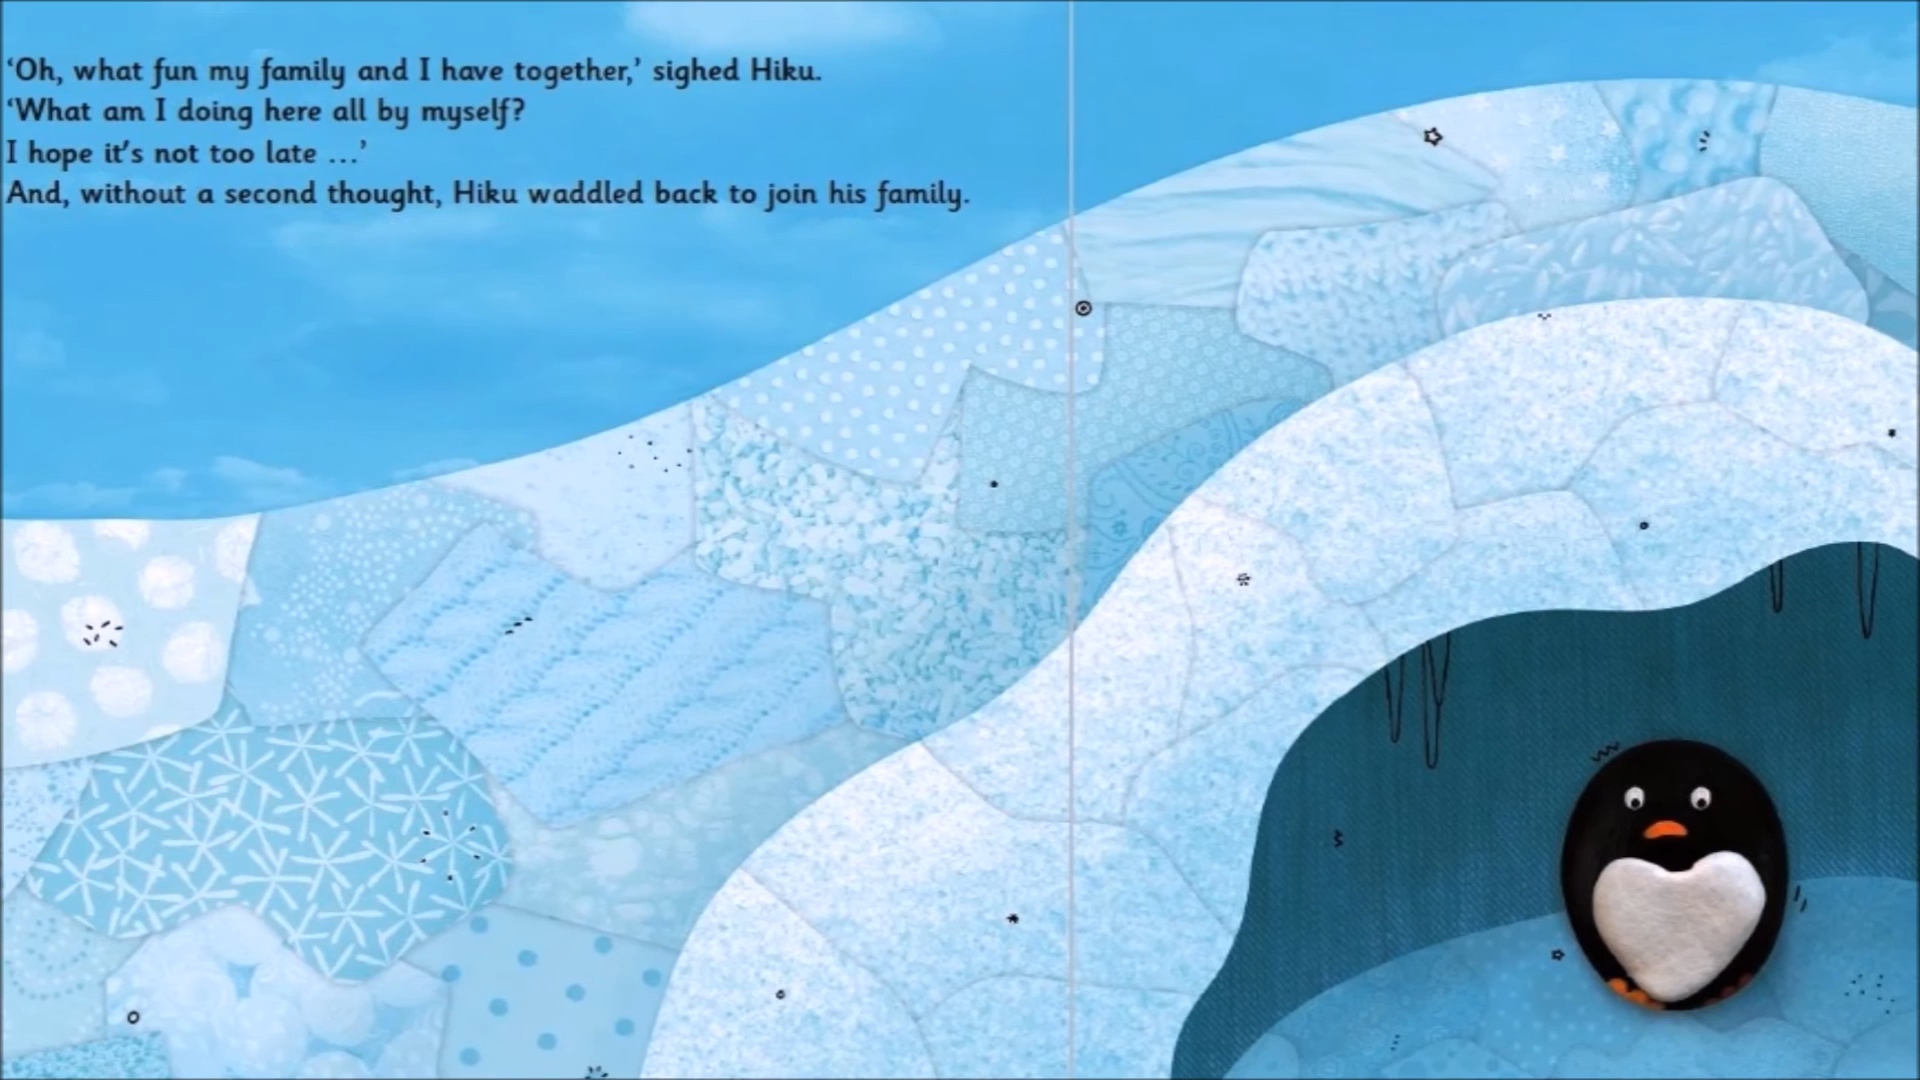 ‘Oh, what fun my family and I have together,’ sighed Hiku.
‘What am I doing here all by myself?
I hope it’s not too late ...’
And, without a second thought, Hiku waddled back to join his family.